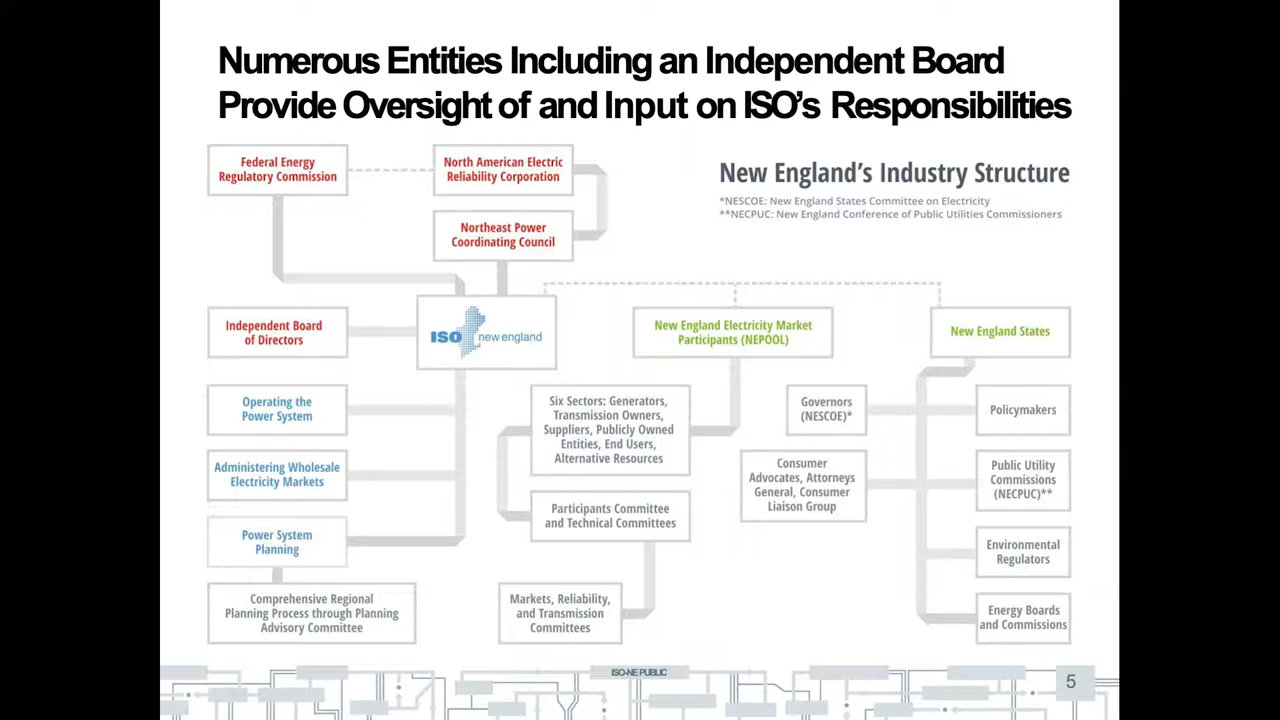 Numerous Entities Including an Independent Board
Provide Oversight of and Input on ISO's Responsibilities
Federal Energy
Regulatory Commission
North American Electric
Reliability Corporation
New England's Industry Structure
*NESCOE: New England States Committee on Electricity
**NECPUC: New England Conference of Public Utilities Commissioners
Northeast Power
Coordinating Council
Independent Board
of Directors
ISO new england
New England Electricity Market
Participants (NEPOOL)
New England States
Operating the
Power System
Six Sectors: Generators,
Transmission Owners,
Suppliers, Publicly Owned
Entities, End Users,
Alternative Resources
Governors
(NESCOE)*
Policymakers
Administering Wholesale
Electricity Markets
Consumer
Advocates, Attorneys
General, Consumer
Liaison Group
Public Utility
Commissions
(NECPUC)**
Participants Committee
and Technical Committees
Power System
Planning
Environmental
Regulators
Comprehensive Regional
Planning Process through Planning
Advisory Committee
Markets, Reliability,
and Transmission
Committees
Energy Boards
and Commissions
ISO-NE PUBLIC
5